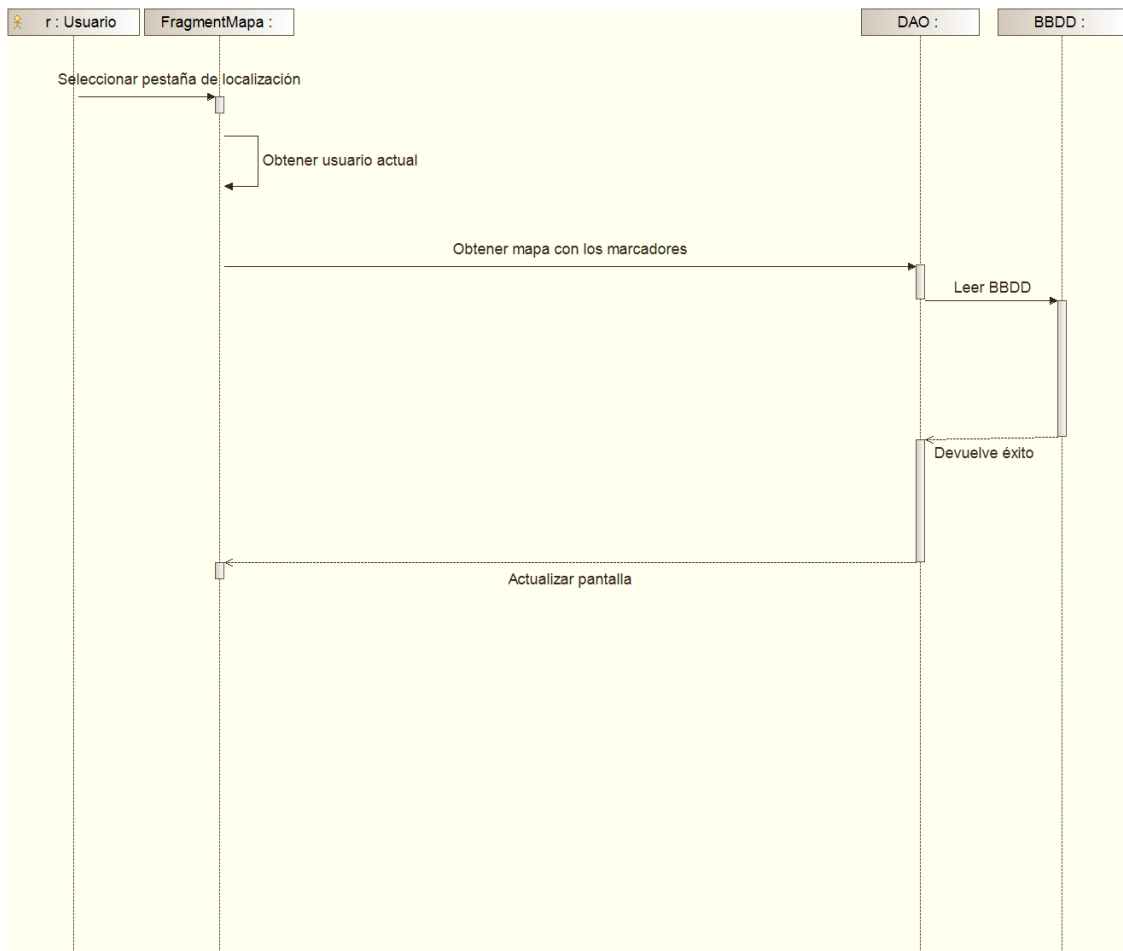 r : Usuario
FragmentMapa :
DAO :
BBDD :
Seleccionar pestaña de localización
Obtener usuario actual
Obtener mapa con los marcadores
Leer BBDD
Devuelve éxito
Actualizar pantalla